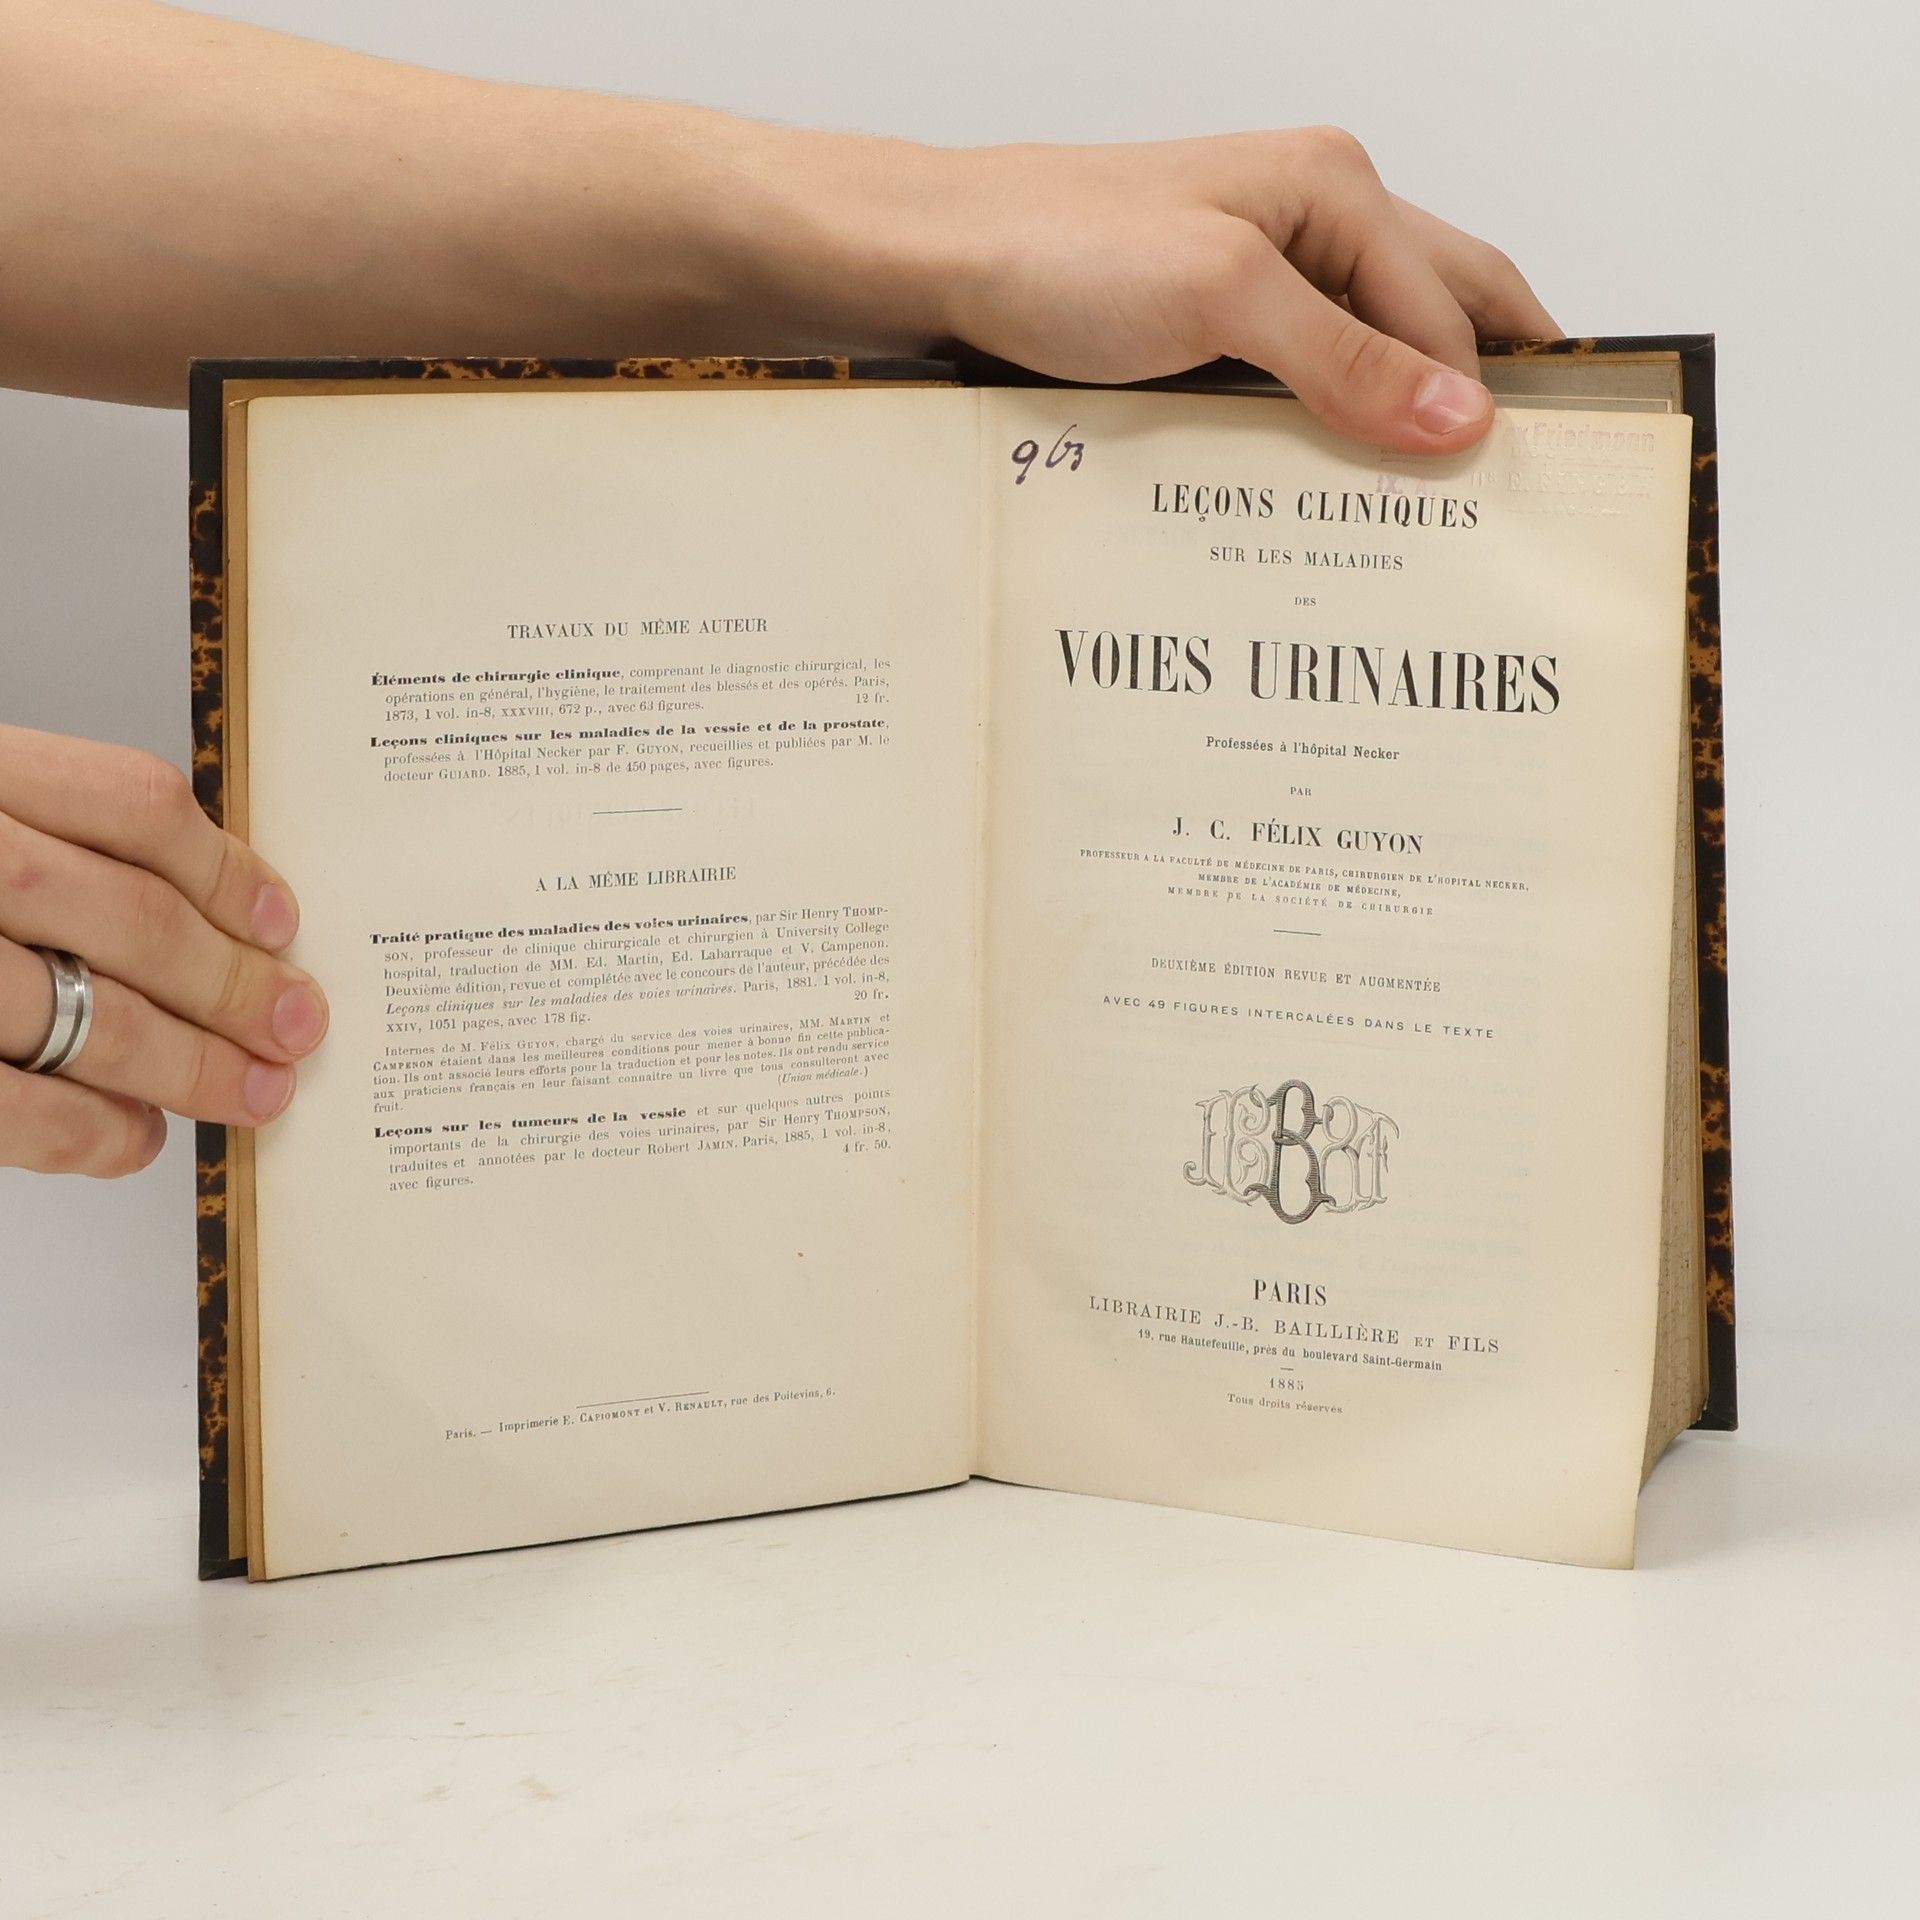 TRAVAUX DU MÊME AUTEUR
Éléments de chirurgie clinique, comprenant le diagnostic chirurgical, les
opérations en général, l'hygiène, le traitement des blessés et des opérés. Paris,
1873, 1 vol. in-8, XXXVIII, 672 p., avec 63 figures. 12 fr.
Leçons cliniques sur les maladies de la vessie et de la prostate,
professées à l'Hôpital Necker par F. GUYON, recueillies et publiées par M. le
docteur GUIARD. 1885, 1 vol. in-8 de 450 pages, avec figures.
A LA MÊME LIBRAIRIE
Traité pratique des maladies des voies urinaires, par Sir Henry THOMP-
SON, professeur de clinique chirurgicale et chirurgien à University College
hospital, traduction de MM. Ed. Martin, Ed. Labarraque et V. Campenon.
Deuxième édition, revue et complétée avec le concours de l'auteur, précédée des
Leçons cliniques sur les maladies des voies urinaires. Paris, 1881. 1 vol. in-8,
XXIV, 1051 pages, avec 178 fig. 20 fr.
Internes de M. Félix GUYON, chargé du service des voies urinaires, MM. MARTIN et
CAMPENON étaient dans les meilleures conditions pour mener à bonne fin cette publica-
tion. Ils ont associé leurs efforts pour la traduction et pour les notes. Ils ont rendu service
aux praticiens français en leur faisant connaître un livre que tous consulteront avec
fruit. (Union médicale.)
Leçons sur les tumeurs de la vessie et sur quelques autres points
importants de la chirurgie des voies urinaires, par Sir Henry THOMPSON,
traduites et annotées par le docteur Robert JAMIN. Paris, 1885, 1 vol. in-8,
avec figures. 4 fr. 50.
Paris. — Imprimerie E. CAPIOMONT et V. RENAULT, rue des Poitevins, 6.
963
Friedmann
LEÇONS CLINIQUES
SUR LES MALADIES
DES
VOIES URINAIRES
Professées à l'hôpital Necker
PAR
J. C. FÉLIX GUYON
PROFESSEUR A LA FACULTÉ DE MÉDECINE DE PARIS, CHIRURGIEN DE L'HOPITAL NECKER,
MEMBRE DE L'ACADÉMIE DE MÉDECINE,
MEMBRE DE LA SOCIÉTÉ DE CHIRURGIE
DEUXIÈME ÉDITION REVUE ET AUGMENTÉE
AVEC 49 FIGURES INTERCALÉES DANS LE TEXTE
PARIS
LIBRAIRIE J.-B. BAILLIÈRE ET FILS
19, rue Hautefeuille, près du boulevard Saint-Germain
1885
Tous droits réservés